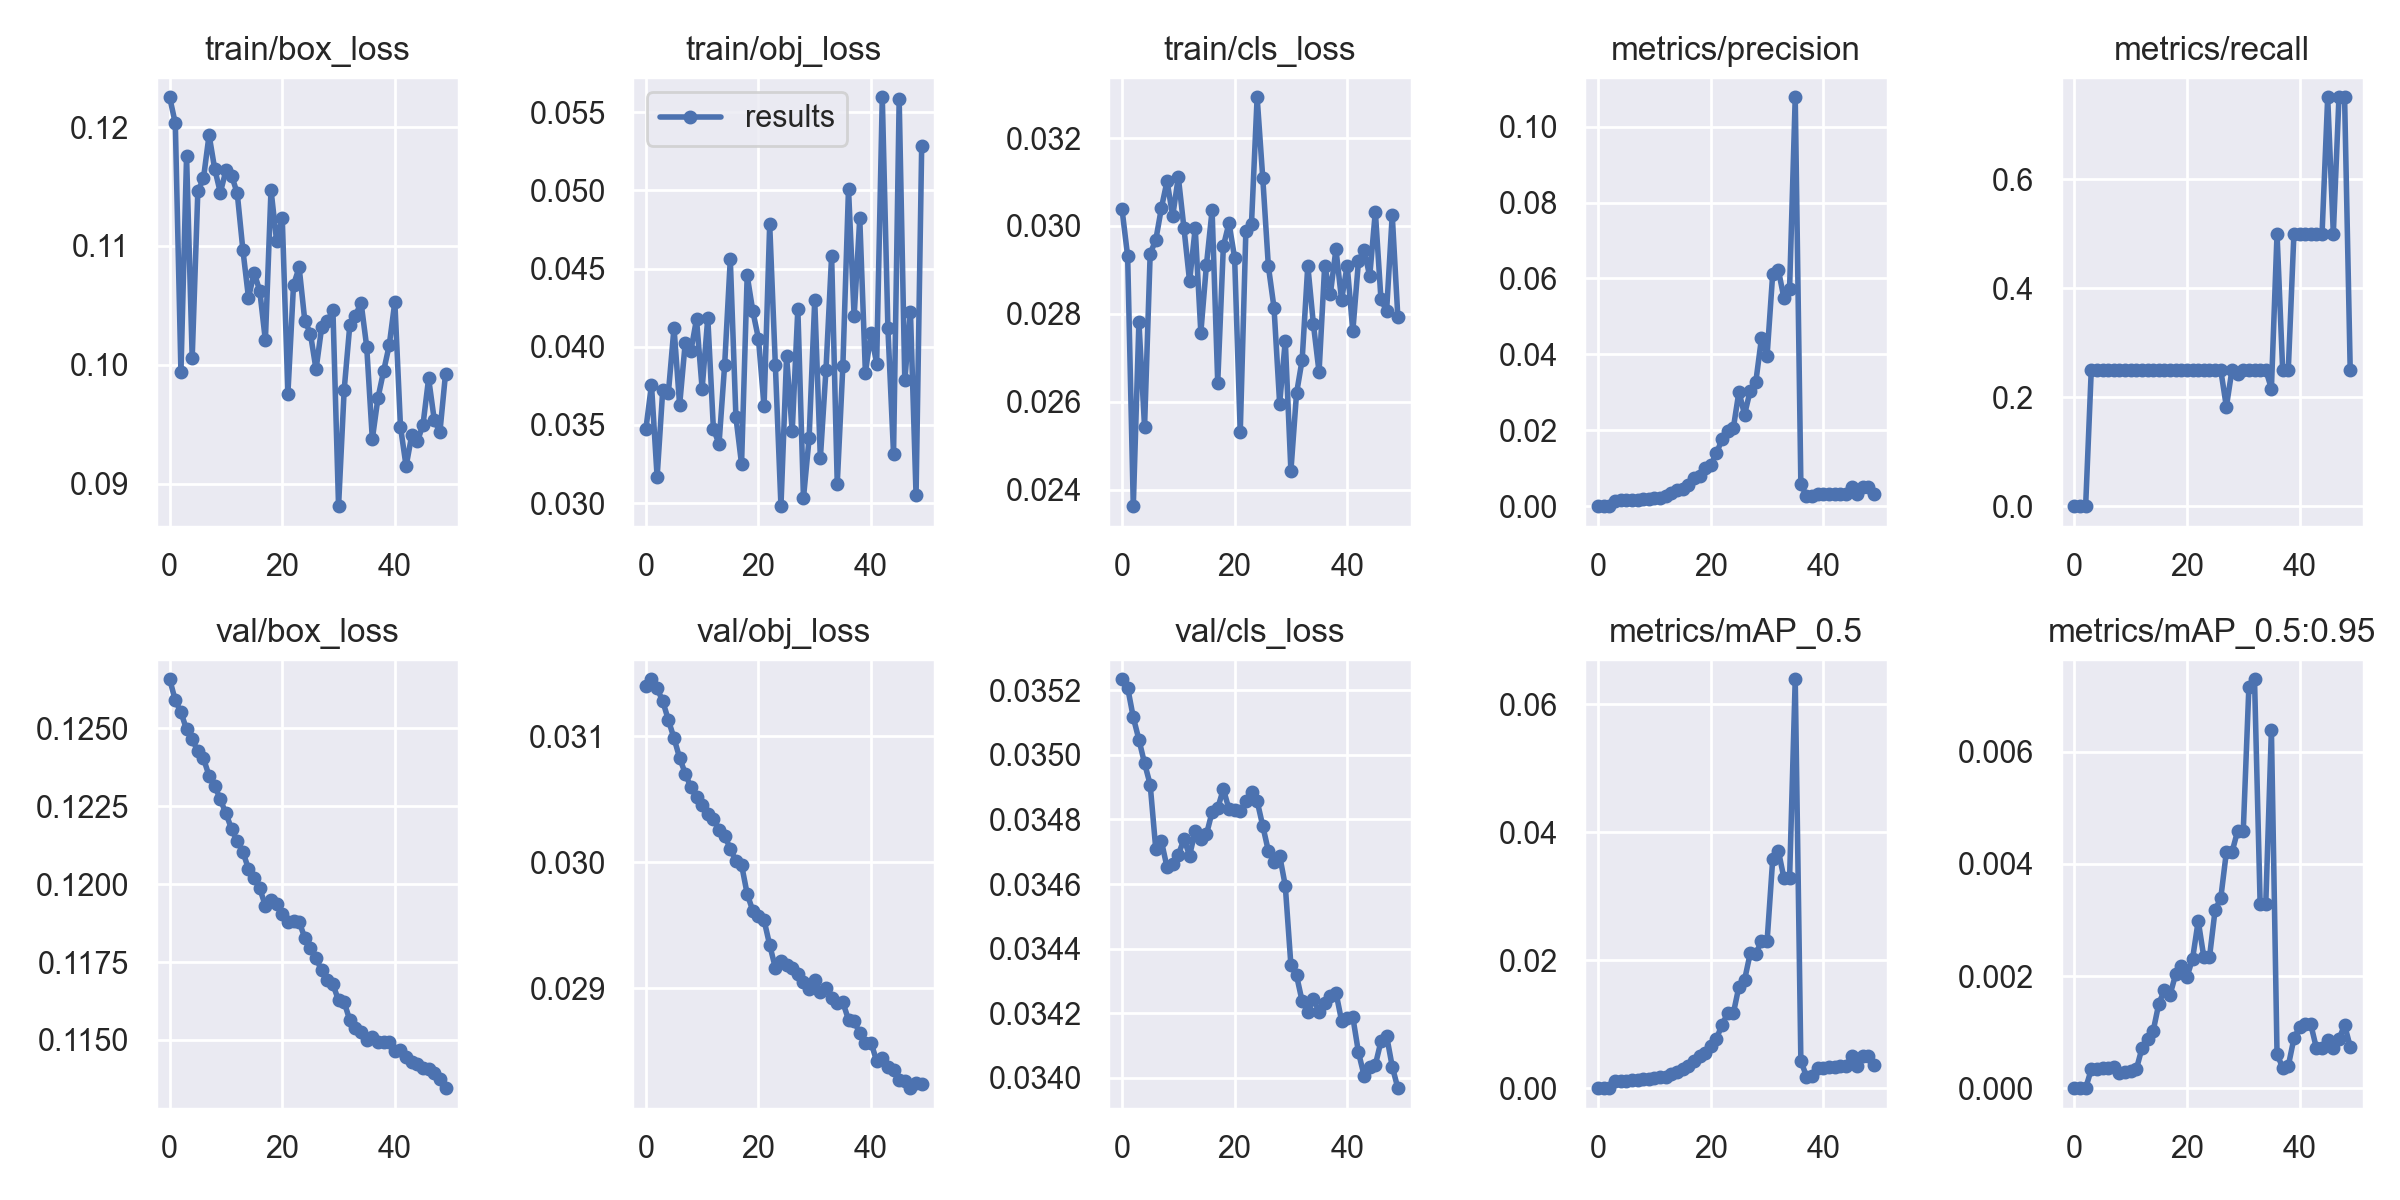 train/box_loss
train/obj_loss
train/cls_loss
metrics/precision
metrics/recall
0.12
0.11
0.10
0.09
0 20 40
results
0.055
0.050
0.045
0.040
0.035
0.030
0 20 40
0.032
0.030
0.028
0.026
0.024
0 20 40
0.10
0.08
0.06
0.04
0.02
0.00
0 20 40
0.6
0.4
0.2
0.0
0 20 40
val/box_loss
val/obj_loss
val/cls_loss
metrics/mAP_0.5
metrics/mAP_0.5:0.95
0.1250
0.1225
0.1200
0.1175
0.1150
0 20 40
0.031
0.030
0.029
0 20 40
0.0352
0.0350
0.0348
0.0346
0.0344
0.0342
0.0340
0 20 40
0.06
0.04
0.02
0.00
0 20 40
0.006
0.004
0.002
0.000
0 20 40